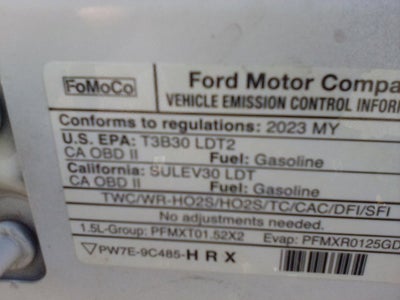 FoMoCo
Ford Motor Compa
VEHICLE EMISSION CONTROL INFOR
Conforms to regulations: 2023 MY
U.S. EPA: T3B30 LDT2
CA OBD II Fuel: Gasoline
California: SULEV30 LDT
CA OBD II Fuel: Gasoline
TWC/WR-HO2S/HO2S/TC/CAC/DFI/SFI
No adjustments needed.
1.5L-Group: PFMXT01.52X2 Evap: PFMXR0125GD
PW7E-9C485-HRX